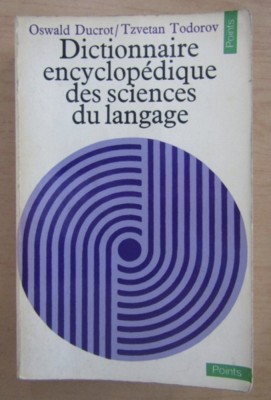 Oswald Ducrot/Tzvetan Todorov
Dictionnaire
encyclopédique
des sciences
du langage
Points
Points